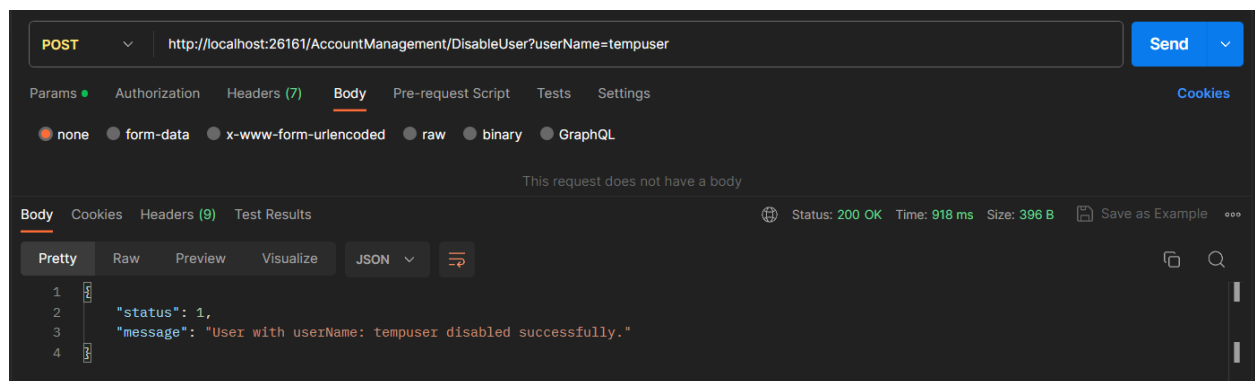 POST http://localhost:26161/AccountManagement/DisableUser?userName=tempuser Send
Params Authorization Headers (7) Body Pre-request Script Tests Settings Cookies
none form-data x-www-form-urlencoded raw binary GraphQL
This request does not have a body
Body Cookies Headers (9) Test Results Status: 200 OK Time: 918 ms Size: 396 B Save as Example
Pretty Raw Preview Visualize JSON
1 {
2 "status": 1,
3 "message": "User with userName: tempuser disabled successfully."
4 }